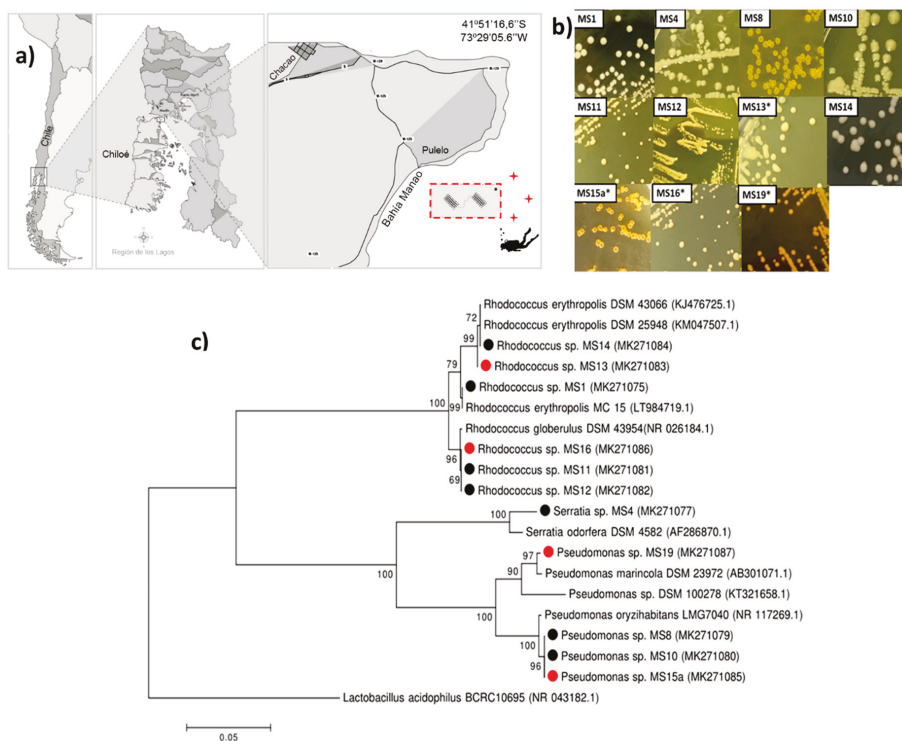 a)
41º51'16,6''S
73º29'05.6''W
Chile
Chiloé
Región de los Lagos
Chacao
Pulelo
Bahía Manao
b)
MS1
MS4
MS8
MS10
MS11
MS12
MS13*
MS14
MS15a*
MS16*
MS19*
c)
Rhodococcus erythropolis DSM 43066 (KJ476725.1)
72
Rhodococcus erythropolis DSM 25948 (KM047507.1)
99
Rhodococcus sp. MS14 (MK271084)
Rhodococcus sp. MS13 (MK271083)
79
Rhodococcus sp. MS1 (MK271075)
100
99
Rhodococcus erythropolis MC 15 (LT984719.1)
Rhodococcus globerulus DSM 43954(NR 026184.1)
Rhodococcus sp. MS16 (MK271086)
96
Rhodococcus sp. MS11 (MK271081)
69
Rhodococcus sp. MS12 (MK271082)
Serratia sp. MS4 (MK271077)
100
Serratia odorfera DSM 4582 (AF286870.1)
97
Pseudomonas sp. MS19 (MK271087)
90
Pseudomonas marincola DSM 23972 (AB301071.1)
100
Pseudomonas sp. DSM 100278 (KT321658.1)
100
Pseudomonas oryzihabitans LMG7040 (NR 117269.1)
Pseudomonas sp. MS8 (MK271079)
100
Pseudomonas sp. MS10 (MK271080)
96
Pseudomonas sp. MS15a (MK271085)
Lactobacillus acidophilus BCRC10695 (NR 043182.1)
0.05